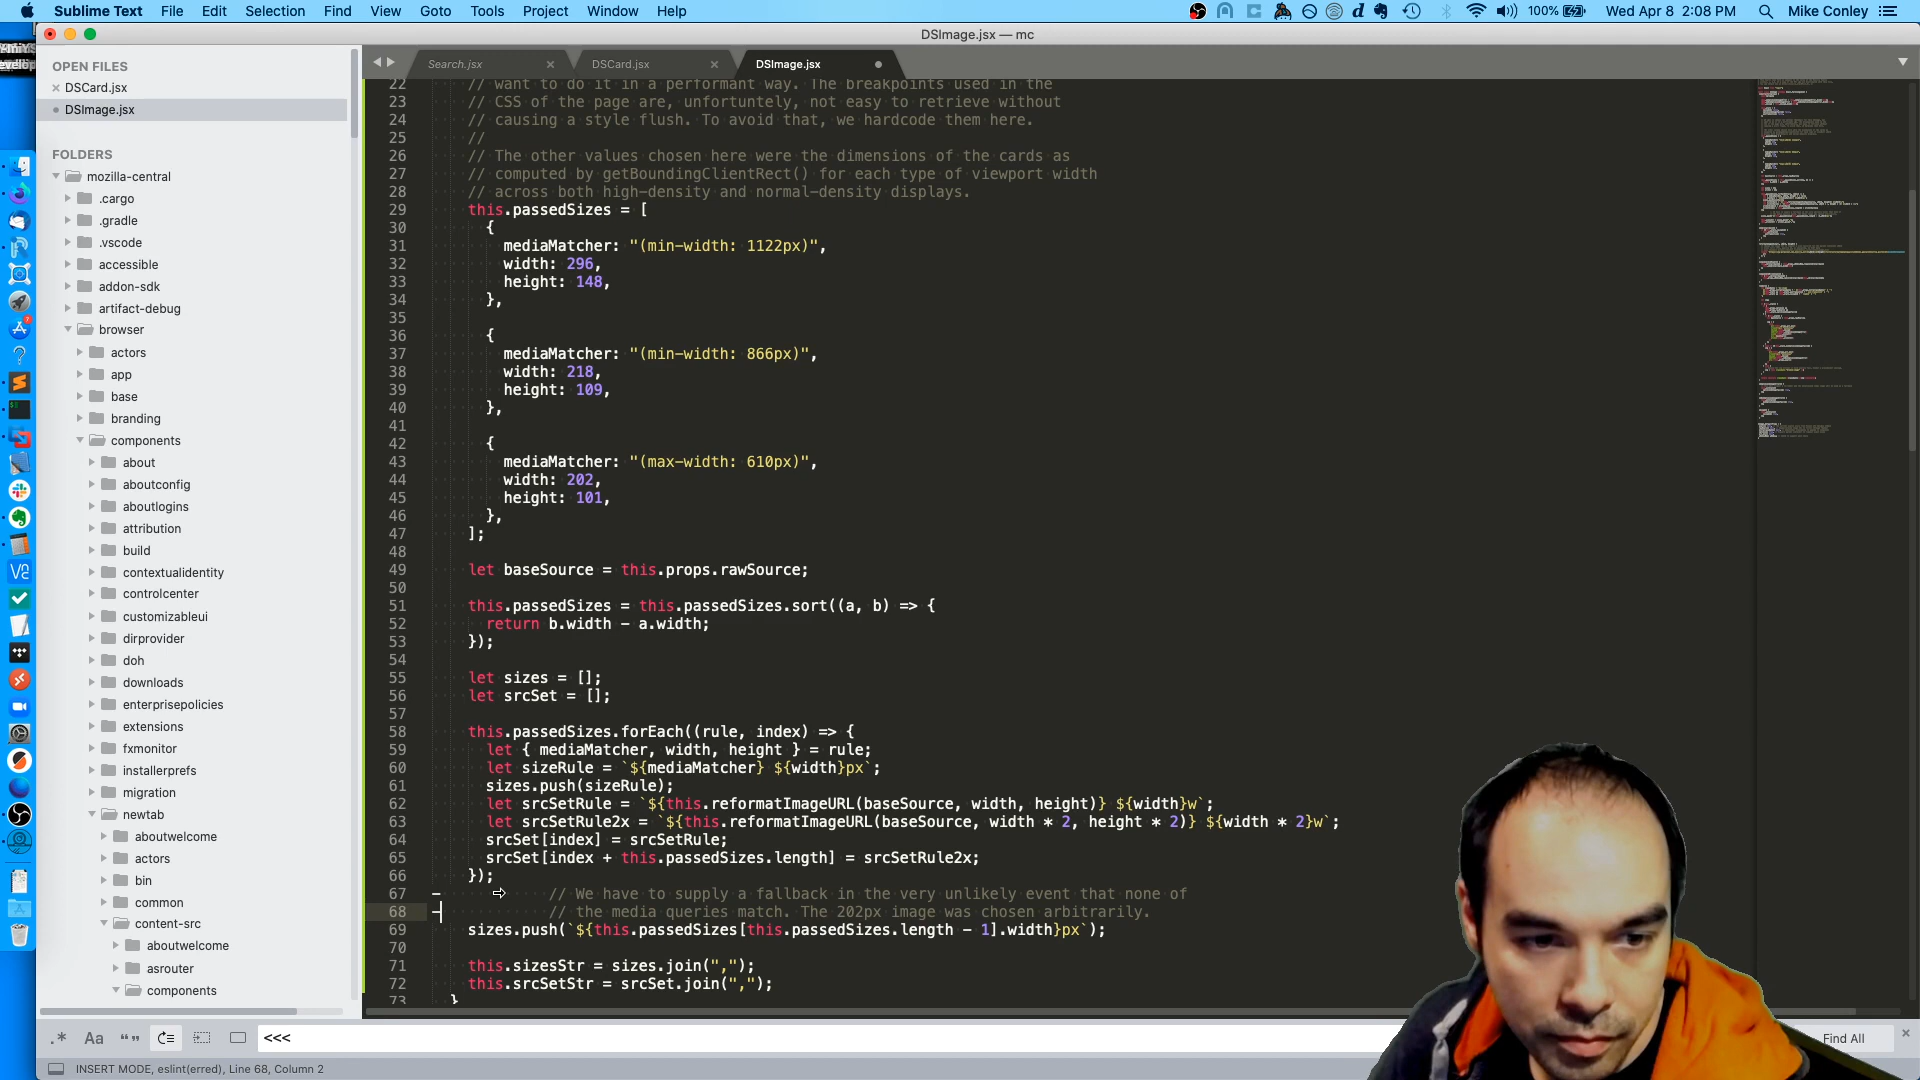 Sublime Text File Edit Selection Find View Goto Tools Project Window Help 100% Wed Apr 8 2:08 PM Mike Conley
DSImage.jsx — mc
OPEN FILES
DSCard.jsx
DSImage.jsx
FOLDERS
mozilla-central
.cargo
.gradle
.vscode
accessible
addon-sdk
artifact-debug
browser
actors
app
base
branding
components
about
aboutconfig
aboutlogins
attribution
build
contextualidentity
controlcenter
customizableui
dirprovider
doh
downloads
enterprisepolicies
extensions
fxmonitor
installerprefs
migration
newtab
aboutwelcome
actors
bin
common
content-src
aboutwelcome
asrouter
components
Search.jsx DSCard.jsx DSImage.jsx
22 // want to do it in a performant way. The breakpoints used in the
23 // CSS of the page are, unfortuntely, not easy to retrieve without
24 // causing a style flush. To avoid that, we hardcode them here.
25 //
26 // The other values chosen here were the dimensions of the cards as
27 // computed by getBoundingClientRect() for each type of viewport width
28 // across both high-density and normal-density displays.
29 this.passedSizes = [
30 {
31 mediaMatcher: "(min-width: 1122px)",
32 width: 296,
33 height: 148,
34 },
35
36 {
37 mediaMatcher: "(min-width: 866px)",
38 width: 218,
39 height: 109,
40 },
41
42 {
43 mediaMatcher: "(max-width: 610px)",
44 width: 202,
45 height: 101,
46 },
47 ];
48
49 let baseSource = this.props.rawSource;
50
51 this.passedSizes = this.passedSizes.sort((a, b) => {
52 return b.width - a.width;
53 });
54
55 let sizes = [];
56 let srcSet = [];
57
58 this.passedSizes.forEach((rule, index) => {
59 let { mediaMatcher, width, height } = rule;
60 let sizeRule = `${mediaMatcher} ${width}px`;
61 sizes.push(sizeRule);
62 let srcSetRule = `${this.reformatImageURL(baseSource, width, height)} ${width}w`;
63 let srcSetRule2x = `${this.reformatImageURL(baseSource, width * 2, height * 2)} ${width * 2}w`;
64 srcSet[index] = srcSetRule;
65 srcSet[index + this.passedSizes.length] = srcSetRule2x;
66 });
67 - // We have to supply a fallback in the very unlikely event that none of
68 - // the media queries match. The 202px image was chosen arbitrarily.
69 sizes.push(`${this.passedSizes[this.passedSizes.length - 1].width}px`);
70
71 this.sizesStr = sizes.join(",");
72 this.srcSetStr = srcSet.join(",");
73 }
<<<
Find All
INSERT MODE, eslint(erred), Line 68, Column 2